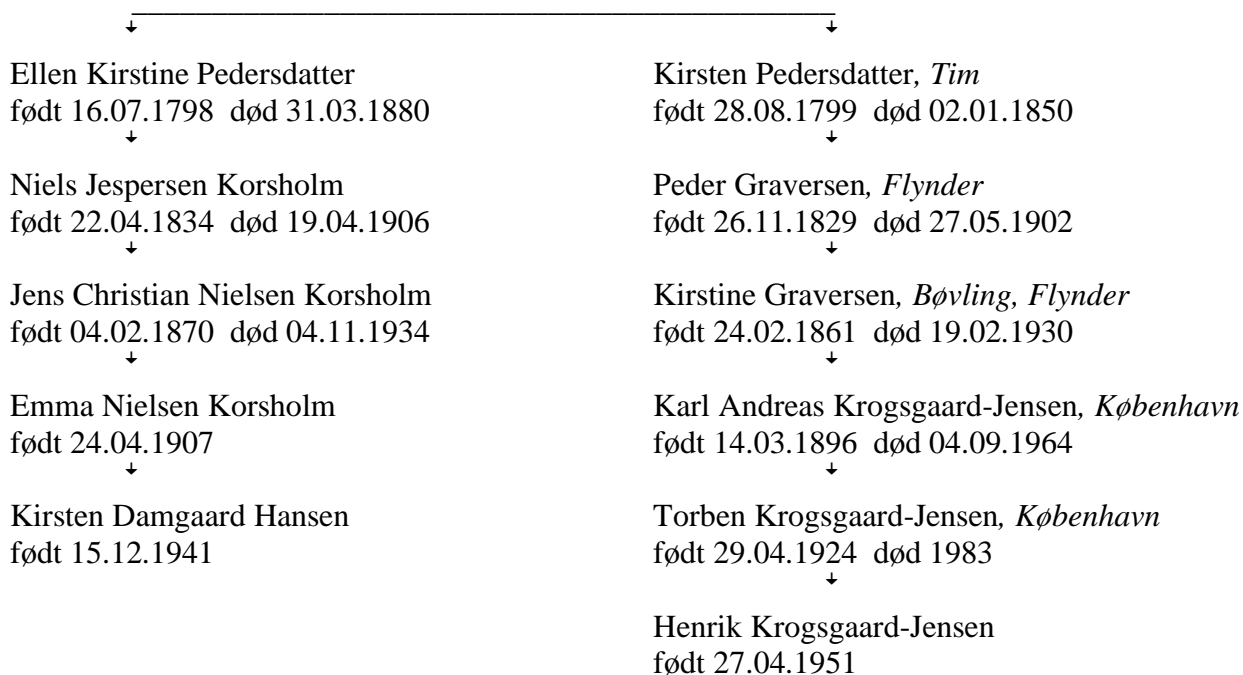 Ellen Kirstine Pedersdatter
født 16.07.1798 død 31.03.1880
Niels Jespersen Korsholm
født 22.04.1834 død 19.04.1906
Jens Christian Nielsen Korsholm
født 04.02.1870 død 04.11.1934
Emma Nielsen Korsholm
født 24.04.1907
Kirsten Damgaard Hansen
født 15.12.1941
Kirsten Pedersdatter, Tim
født 28.08.1799 død 02.01.1850
Peder Graversen, Flynder
født 26.11.1829 død 27.05.1902
Kirstine Graversen, Bøvling, Flynder
født 24.02.1861 død 19.02.1930
Karl Andreas Krogsgaard-Jensen, København
født 14.03.1896 død 04.09.1964
Torben Krogsgaard-Jensen, København
født 29.04.1924 død 1983
Henrik Krogsgaard-Jensen
født 27.04.1951